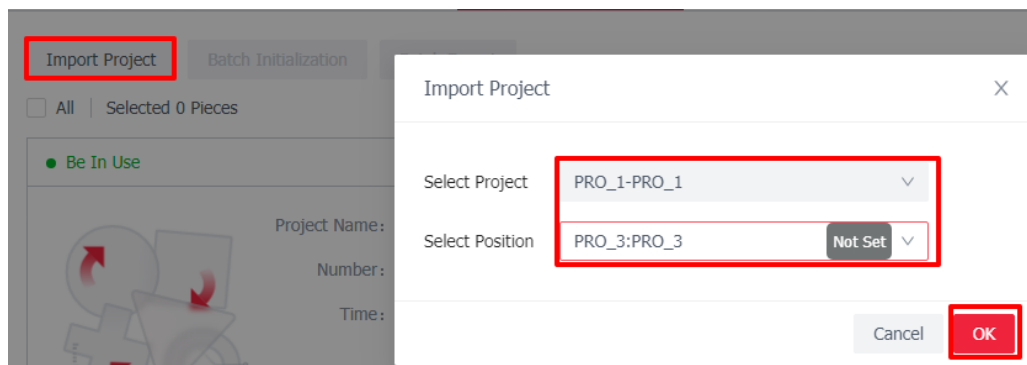 Import Project
Batch Initialization
All
Selected 0 Pieces
Be In Use
Project Name:
Number:
Time:
Import Project
Select Project
PRO_1-PRO_1
Select Position
PRO_3:PRO_3
Not Set
Cancel
OK